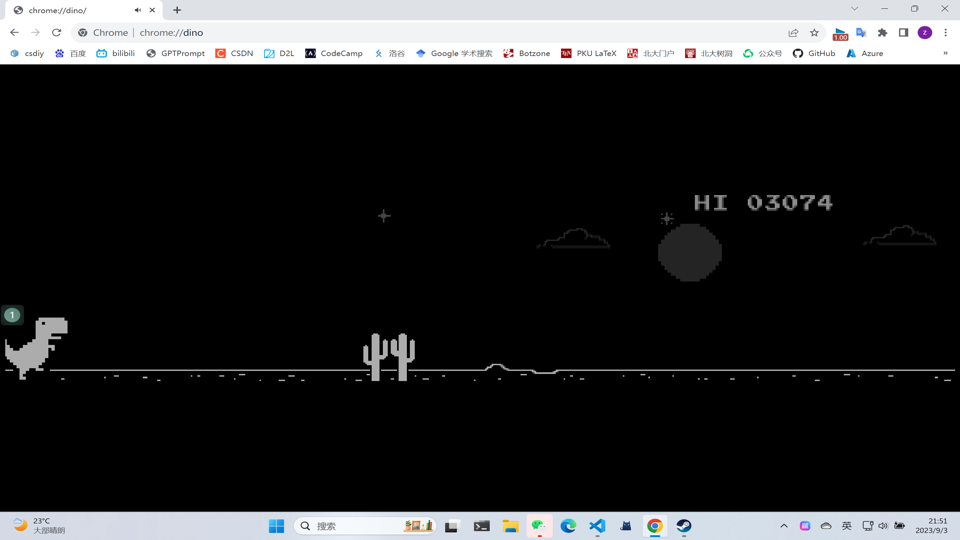 chrome://dino/
Chrome | chrome://dino
1.00
z
csdiy 百度 bilibili GPTPrompt CSDN D2L CodeCamp 洛谷 Google 学术搜索 Botzone PKU LaTeX 北大门户 北大树洞 公众号 GitHub Azure »
HI 03074
1
23°C
大部晴朗
搜索
英
21:51
2023/9/3